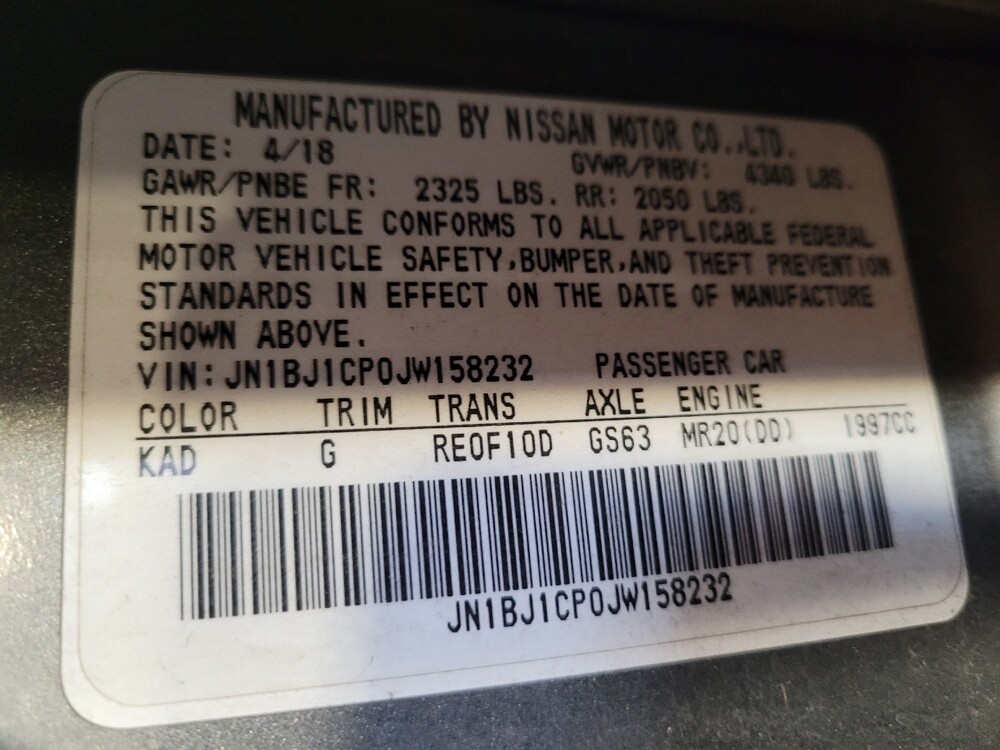 MANUFACTURED BY NISSAN MOTOR CO.,LTD.
DATE: 4/18 GVWR/PNBV: 4340 LBS.
GAWR/PNBE FR: 2325 LBS. RR: 2050 LBS.
THIS VEHICLE CONFORMS TO ALL APPLICABLE FEDERAL
MOTOR VEHICLE SAFETY,BUMPER,AND THEFT PREVENTION
STANDARDS IN EFFECT ON THE DATE OF MANUFACTURE
SHOWN ABOVE.
VIN: JN1BJ1CP0JW158232 PASSENGER CAR
COLOR TRIM TRANS AXLE ENGINE
KAD G RE0F10D GS63 MR20(DD) 1997CC
JN1BJ1CP0JW158232